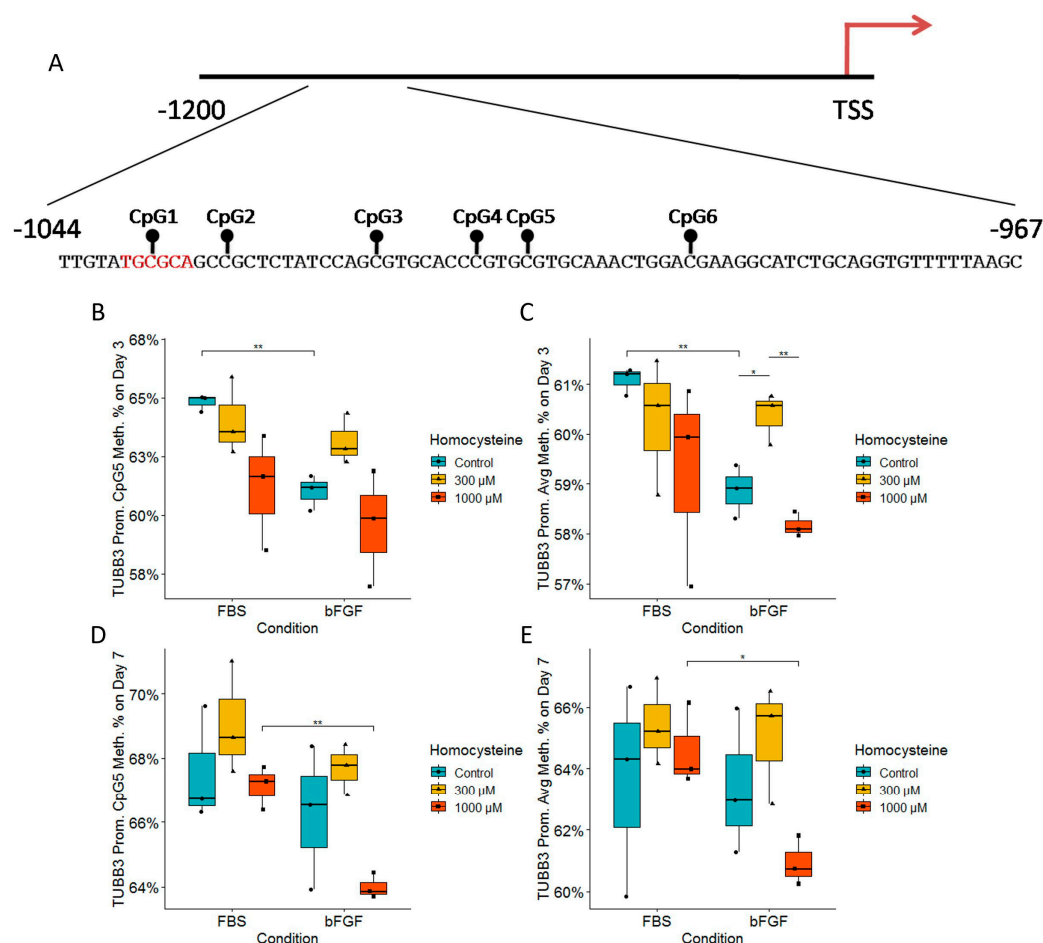 A
-1200
TSS
CpG1 CpG2 CpG3 CpG4 CpG5 CpG6
-1044
-967
TTGTATGCGCAGCCGCTCTATCCAGCGTGCACCCGTGCGTGCAAACTGGACGAAGGCATCTGCAGGTGTTTTTAAGC
B
TUBB3 Prom. CpG5 Meth. % on Day 3
68%
65%
63%
60%
58%
**
FBS
bFGF
Condition
Homocysteine
Control
300 µM
1000 µM
C
TUBB3 Prom. Avg Meth. % on Day 3
61%
60%
59%
58%
57%
**
**
*
FBS
bFGF
Condition
Homocysteine
Control
300 µM
1000 µM
D
TUBB3 Prom. CpG5 Meth. % on Day 7
70%
68%
66%
64%
**
FBS
bFGF
Condition
Homocysteine
Control
300 µM
1000 µM
E
TUBB3 Prom. Avg Meth. % on Day 7
66%
64%
62%
60%
*
FBS
bFGF
Condition
Homocysteine
Control
300 µM
1000 µM